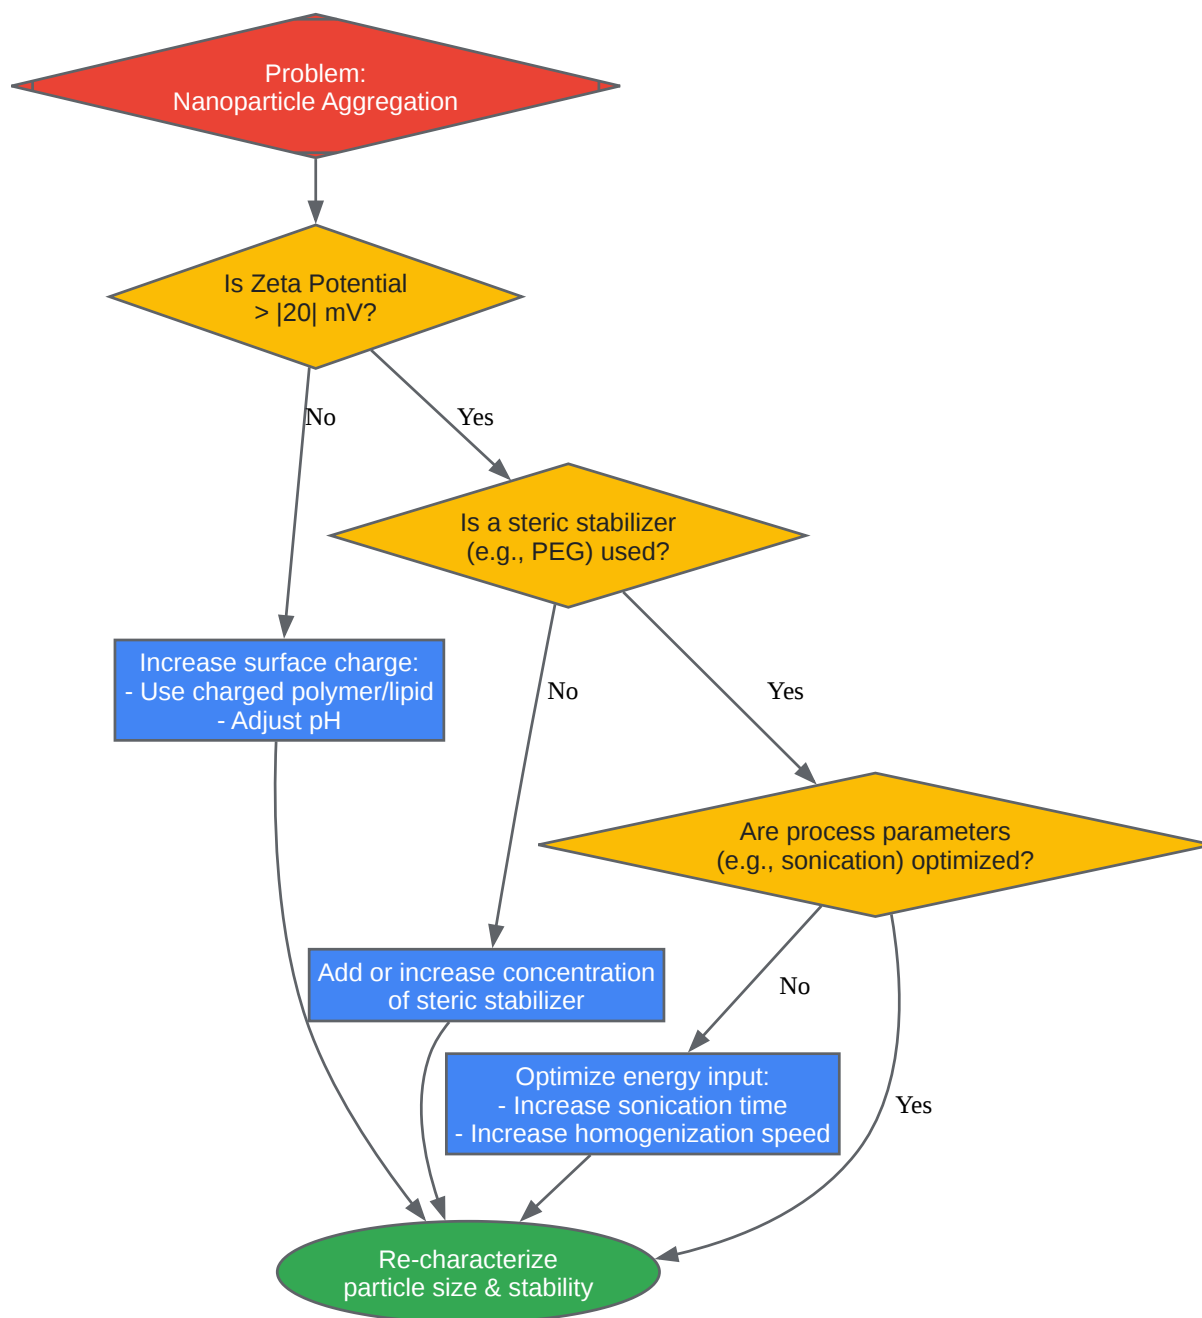 Problem:
Nanoparticle Aggregation
Is Zeta Potential
> |20| mV?
No
Yes
Is a steric stabilizer
(e.g., PEG) used?
Increase surface charge:
- Use charged polymer/lipid
- Adjust pH
No
Yes
Are process parameters
(e.g., sonication) optimized?
Add or increase concentration
of steric stabilizer
No
Optimize energy input:
- Increase sonication time
- Increase homogenization speed
Yes
Re-characterize
particle size & stability